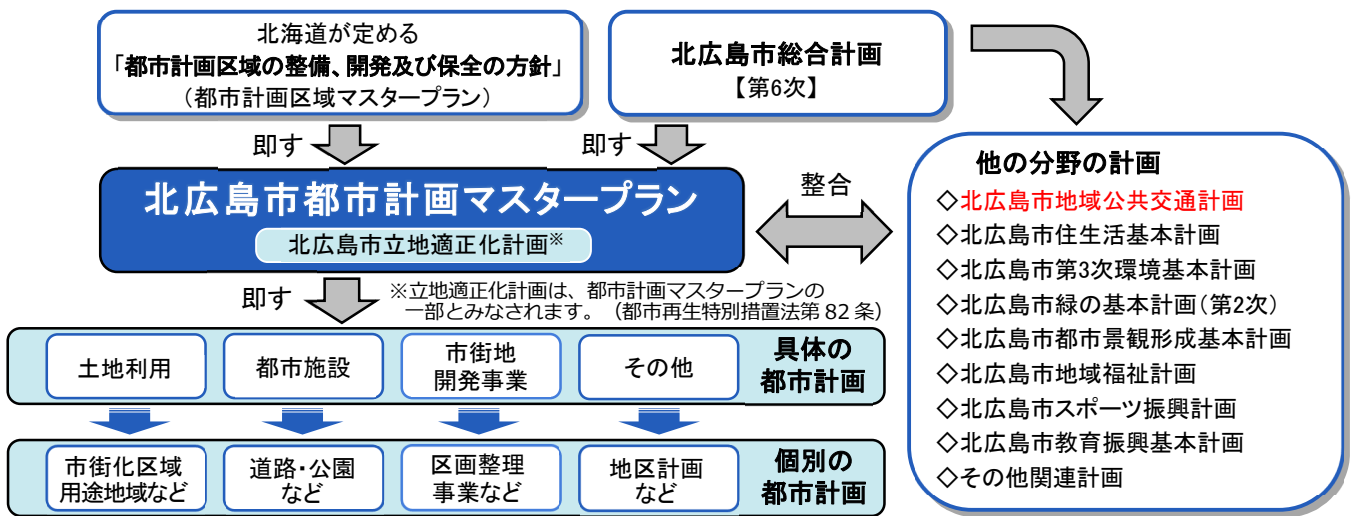 北海道が定める
「都市計画区域の整備、開発及び保全の方針」
（都市計画区域マスタープラン）
北広島市総合計画
【第6次】
即す
即す
北広島市都市計画マスタープラン
北広島市立地適正化計画※
整合
即す
※立地適正化計画は、都市計画マスタープランの
一部とみなされます。（都市再生特別措置法第82条）
土地利用
都市施設
市街地
開発事業
その他
具体の
都市計画
市街化区域
用途地域など
道路・公園
など
区画整理
事業など
地区計画
など
個別の
都市計画
他の分野の計画
◇北広島市地域公共交通計画
◇北広島市住生活基本計画
◇北広島市第3次環境基本計画
◇北広島市緑の基本計画（第2次）
◇北広島市都市景観形成基本計画
◇北広島市地域福祉計画
◇北広島市スポーツ振興計画
◇北広島市教育振興基本計画
◇その他関連計画